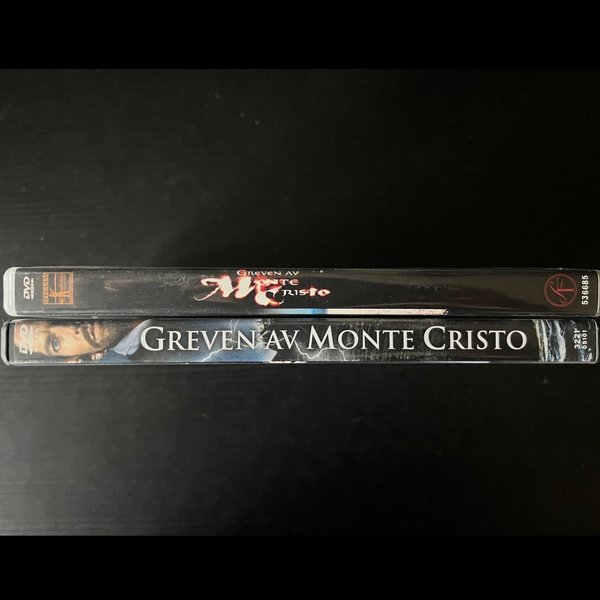 DVD
GREVEN AV
MONTE
CRISTO
536685
DVD
GREVEN AV MONTE CRISTO